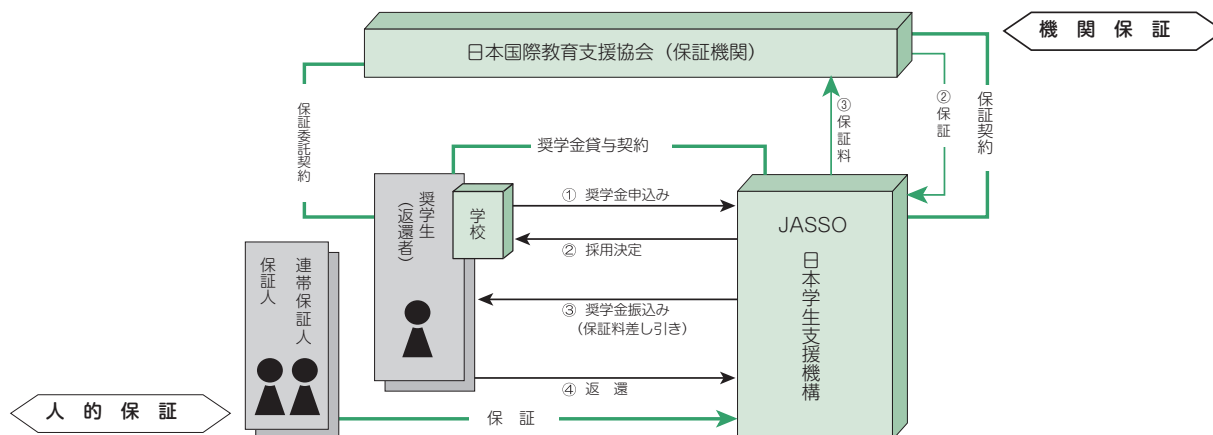 機関保証
日本国際教育支援協会（保証機関）
保証委託契約
③保証料
②保証
保証契約
奨学金貸与契約
奨学生
（返還者）
学校
① 奨学金申込み
② 採用決定
③ 奨学金振込み
（保証料差し引き）
④ 返 還
JASSO
日本学生支援機構
連帯保証人
保証人
人的保証
保 証